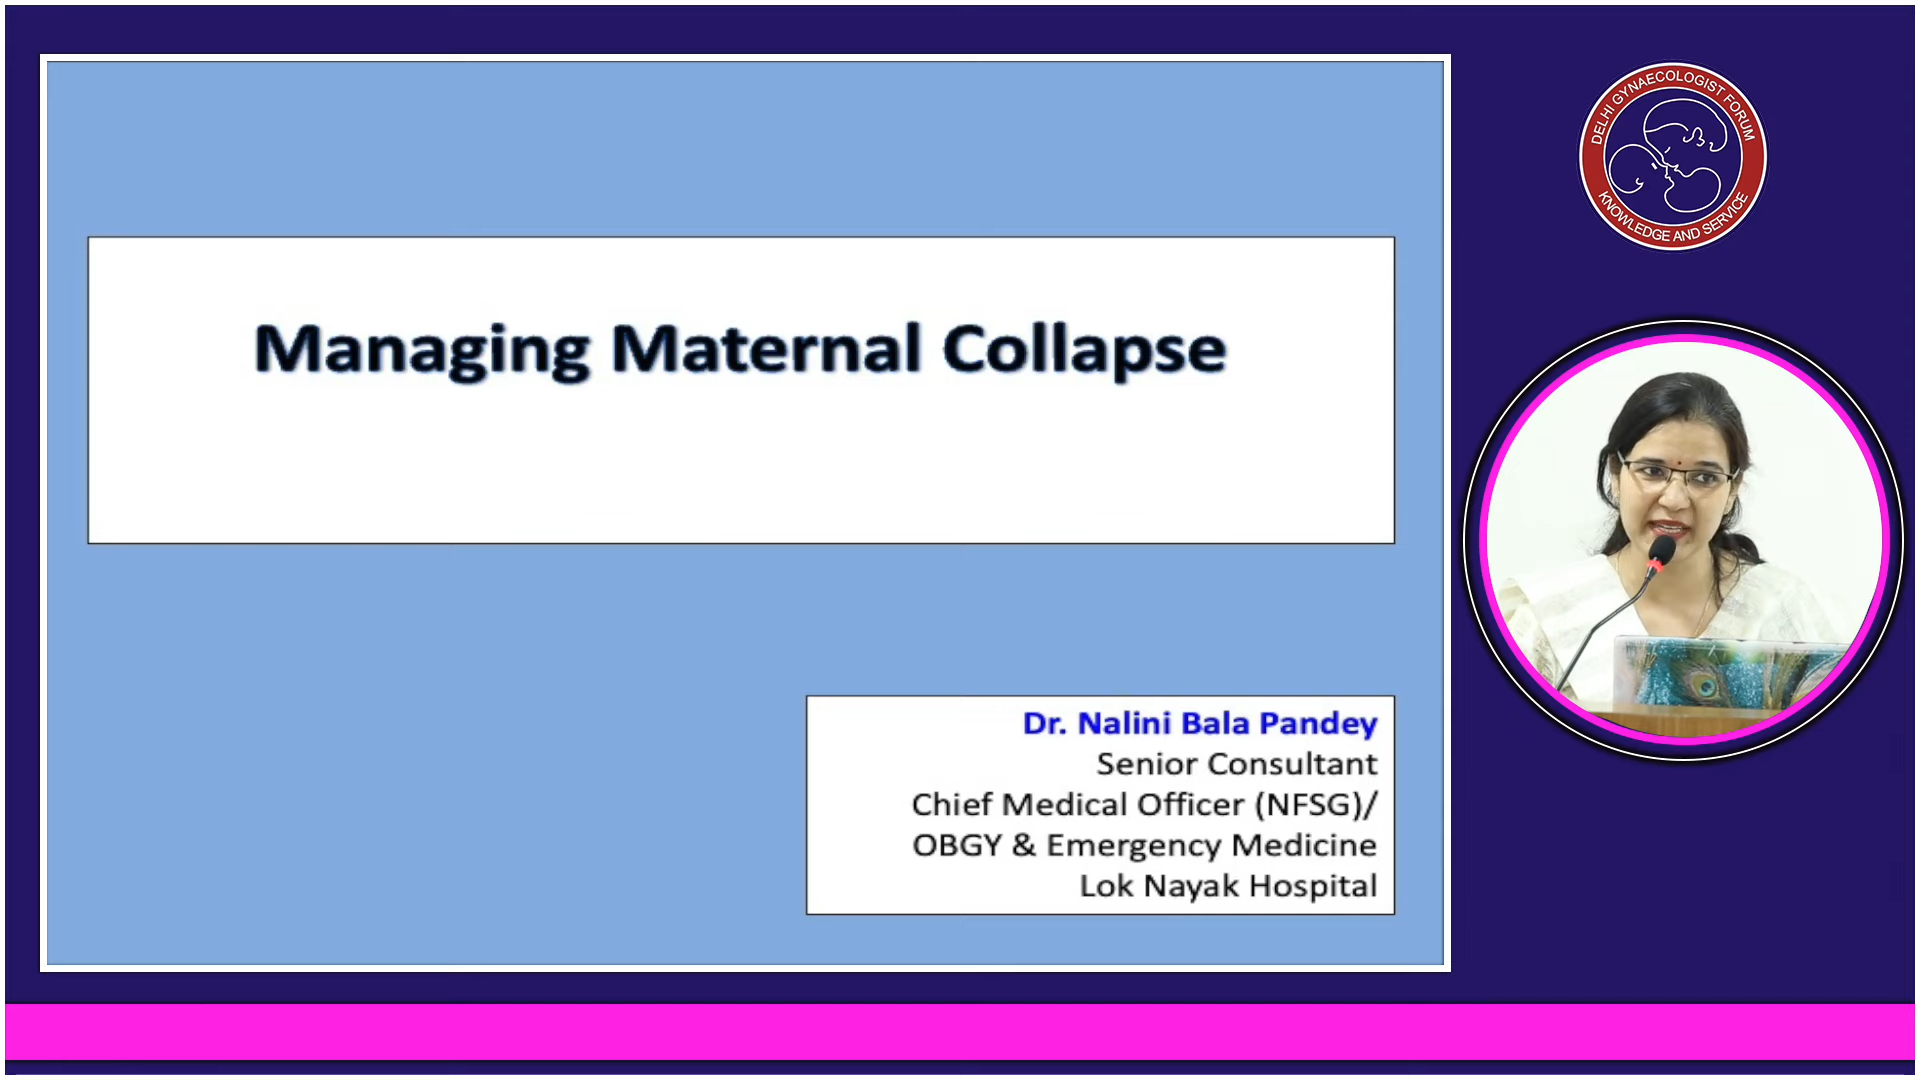 Managing Maternal Collapse
Dr. Nalini Bala Pandey
Senior Consultant
Chief Medical Officer (NFSG)/
OBGY & Emergency Medicine
Lok Nayak Hospital
DELHI GYNAECOLOGIST FORUM
KNOWLEDGE AND SERVICE